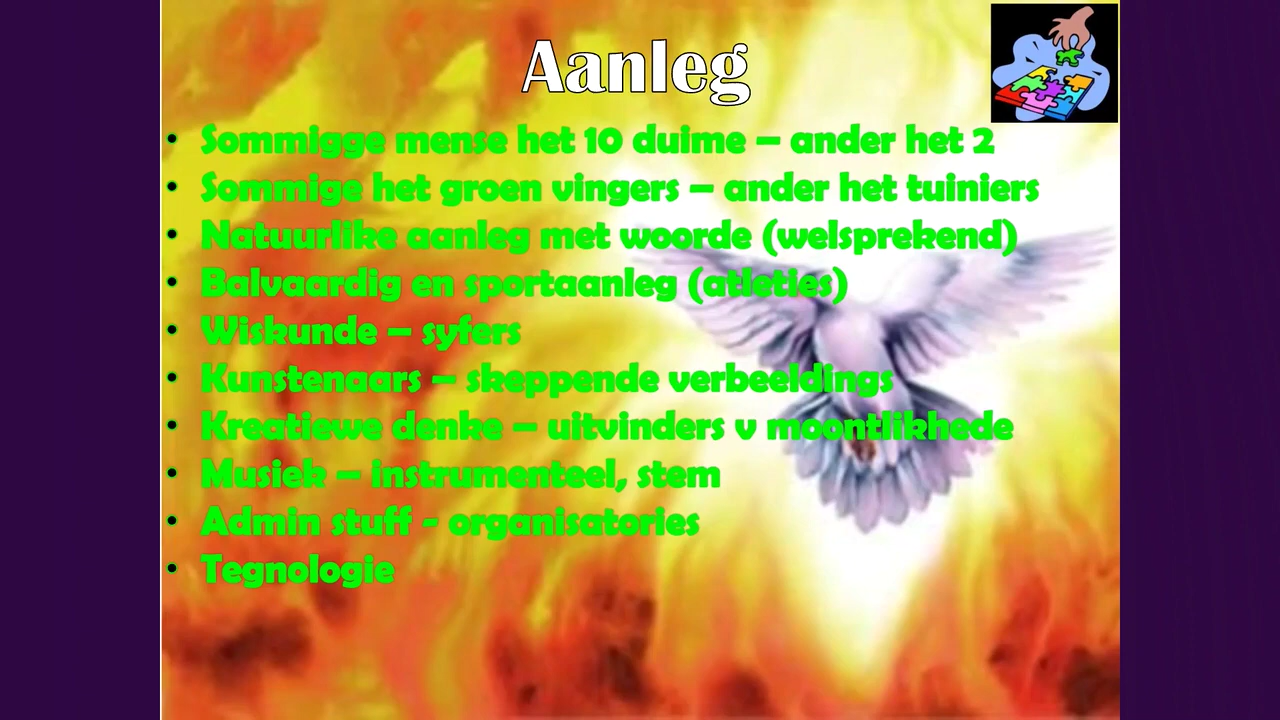 Aanleg
• Sommigge mense het 10 duime – ander het 2
• Sommige het groen vingers – ander het tuiniers
• Natuurlike aanleg met woorde (welsprekend)
• Balvaardig en sportaanleg (atleties)
• Wiskunde – syfers
• Kunstenaars – skeppende verbeeldings
• Kreatiewe denke – uitvinders v moontlikhede
• Musiek – instrumenteel, stem
• Admin stuff - organisatories
• Tegnologie